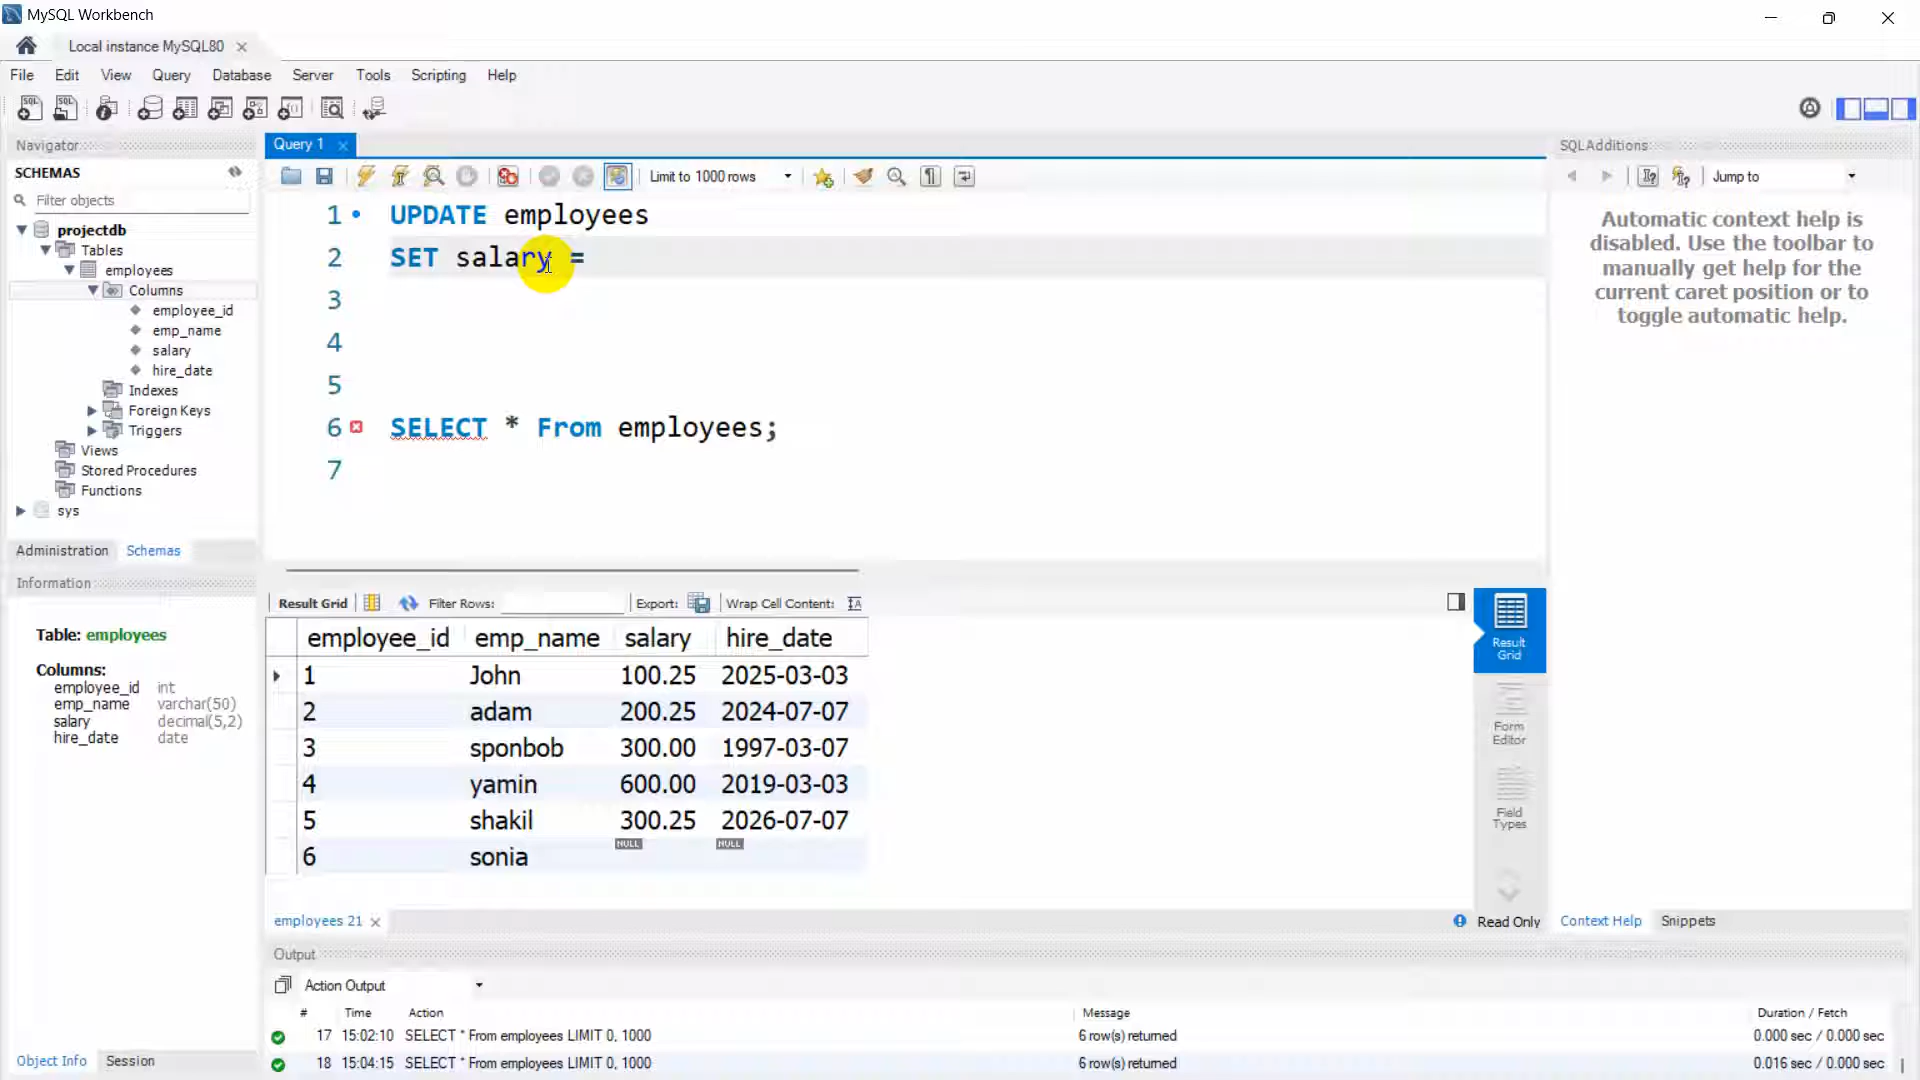 MySQL Workbench
Local instance MySQL80
File Edit View Query Database Server Tools Scripting Help
Navigator
SCHEMAS
Filter objects
projectdb
Tables
employees
Columns
employee_id
emp_name
salary
hire_date
Indexes
Foreign Keys
Triggers
Views
Stored Procedures
Functions
sys
Administration Schemas
Information
Table: employees
Columns:
employee_id int
emp_name varchar(50)
salary decimal(5,2)
hire_date date
Object Info Session
Query 1
Limit to 1000 rows
1 UPDATE employees
2 SET salary =
3
4
5
6 SELECT * From employees;
7
Result Grid Filter Rows: Export: Wrap Cell Content:
employee_id emp_name salary hire_date
1 John 100.25 2025-03-03
2 adam 200.25 2024-07-07
3 sponbob 300.00 1997-03-07
4 yamin 600.00 2019-03-03
5 shakil 300.25 2026-07-07
6 sonia NULL NULL
Result Grid
Form Editor
Field Types
employees 21
Read Only
SQLAdditions
Jump to
Automatic context help is
disabled. Use the toolbar to
manually get help for the
current caret position or to
toggle automatic help.
Context Help Snippets
Output
Action Output
# Time Action Message Duration / Fetch
17 15:02:10 SELECT * From employees LIMIT 0, 1000 6 row(s) returned 0.000 sec / 0.000 sec
18 15:04:15 SELECT * From employees LIMIT 0, 1000 6 row(s) returned 0.016 sec / 0.000 sec